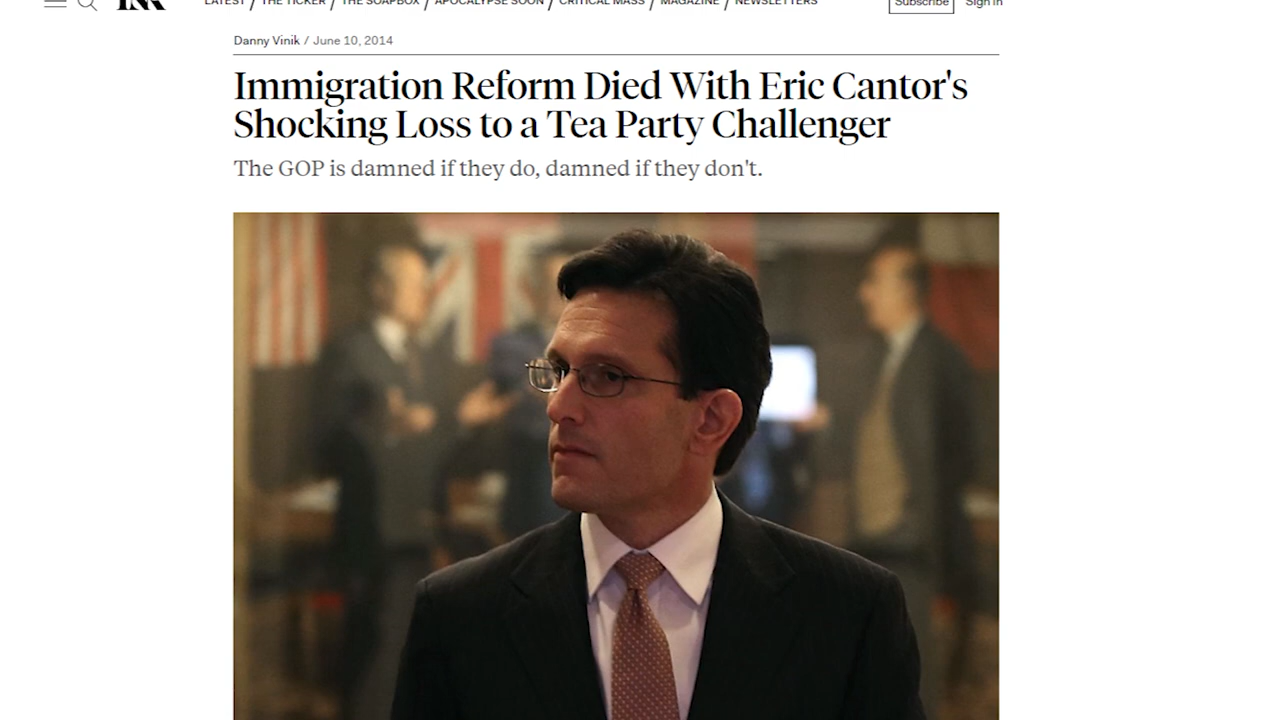 LATEST / THE TICKER / THE SOAPBOX / APOCALYPSE SOON / CRITICAL MASS / MAGAZINE / NEWSLETTERS
Subscribe Sign in
Danny Vinik / June 10, 2014
Immigration Reform Died With Eric Cantor's
Shocking Loss to a Tea Party Challenger
The GOP is damned if they do, damned if they don't.